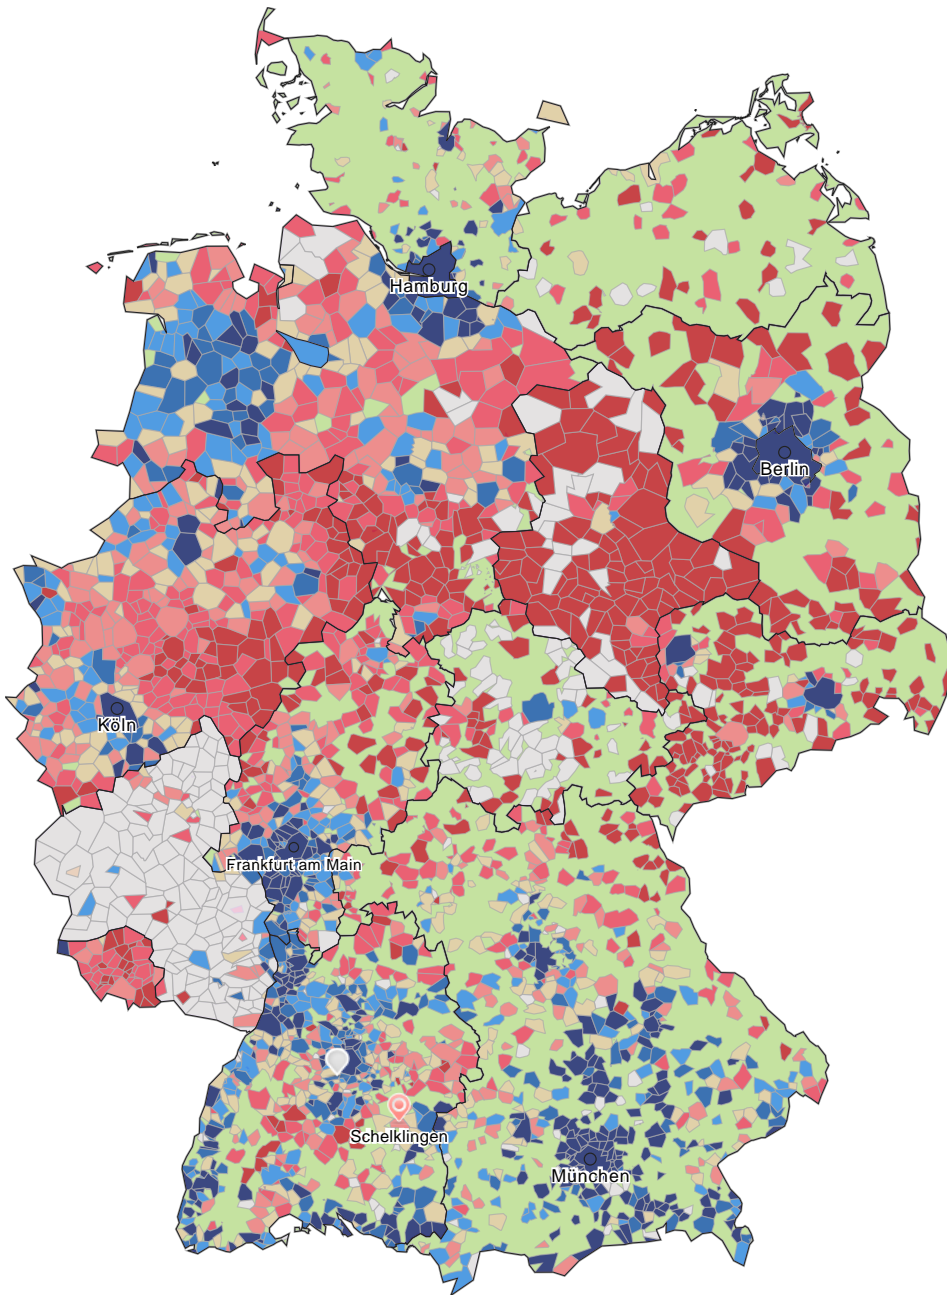 Hamburg
Berlin
Köln
Frankfurt am Main
Schelklingen
München